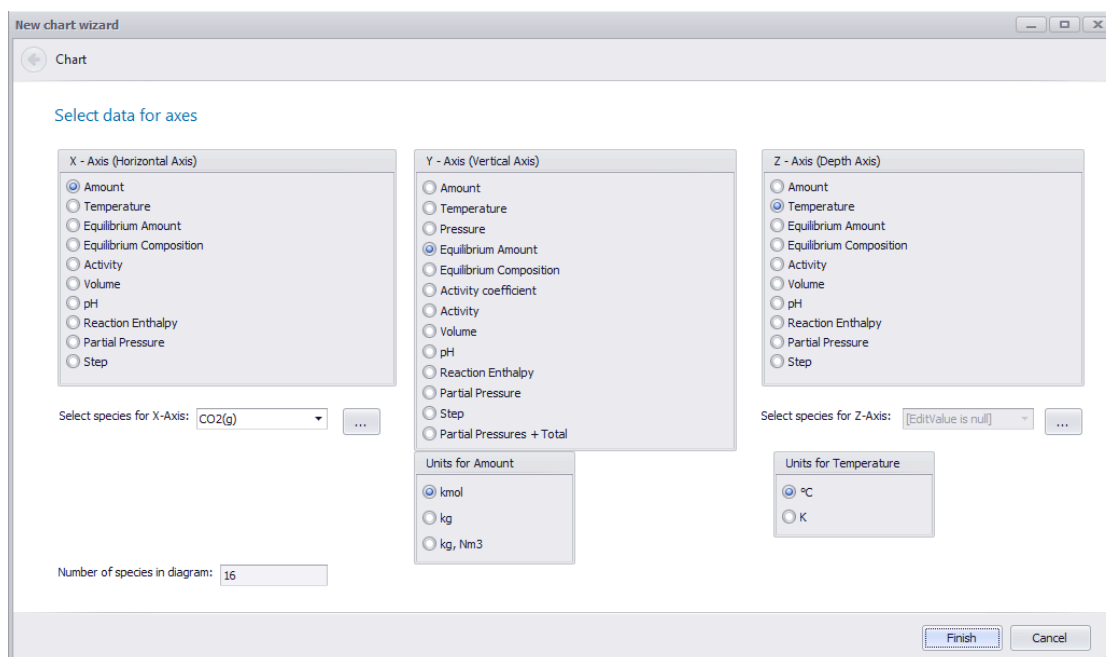 New chart wizard
Chart
Select data for axes
X - Axis (Horizontal Axis)
Amount
Temperature
Equilibrium Amount
Equilibrium Composition
Activity
Volume
pH
Reaction Enthalpy
Partial Pressure
Step
Select species for X-Axis: CO2(g) ...
Y - Axis (Vertical Axis)
Amount
Temperature
Pressure
Equilibrium Amount
Equilibrium Composition
Activity coefficient
Activity
Volume
pH
Reaction Enthalpy
Partial Pressure
Step
Partial Pressures + Total
Units for Amount
kmol
kg
kg, Nm3
Z - Axis (Depth Axis)
Amount
Temperature
Equilibrium Amount
Equilibrium Composition
Activity
Volume
pH
Reaction Enthalpy
Partial Pressure
Step
Select species for Z-Axis: [EditValue is null] ...
Units for Temperature
ºC
K
Number of species in diagram: 16
Finish Cancel